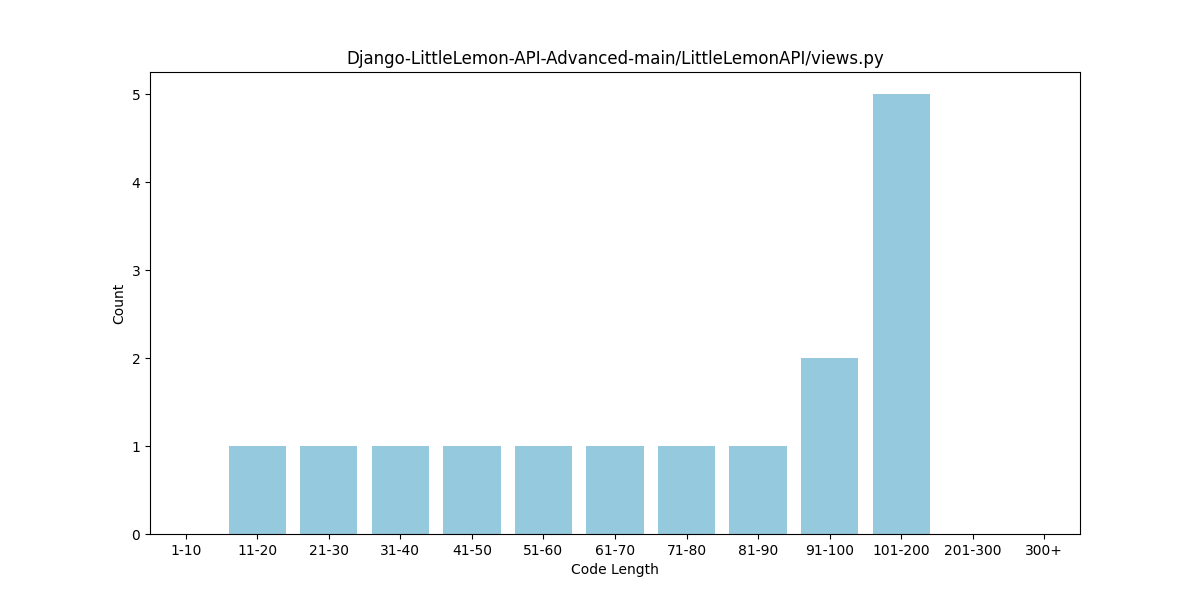 Django-LittleLemon-API-Advanced-main/LittleLemonAPI/views.py
5
4
3
2
1
0
Count
1-10 11-20 21-30 31-40 41-50 51-60 61-70 71-80 81-90 91-100 101-200 201-300 300+
Code Length